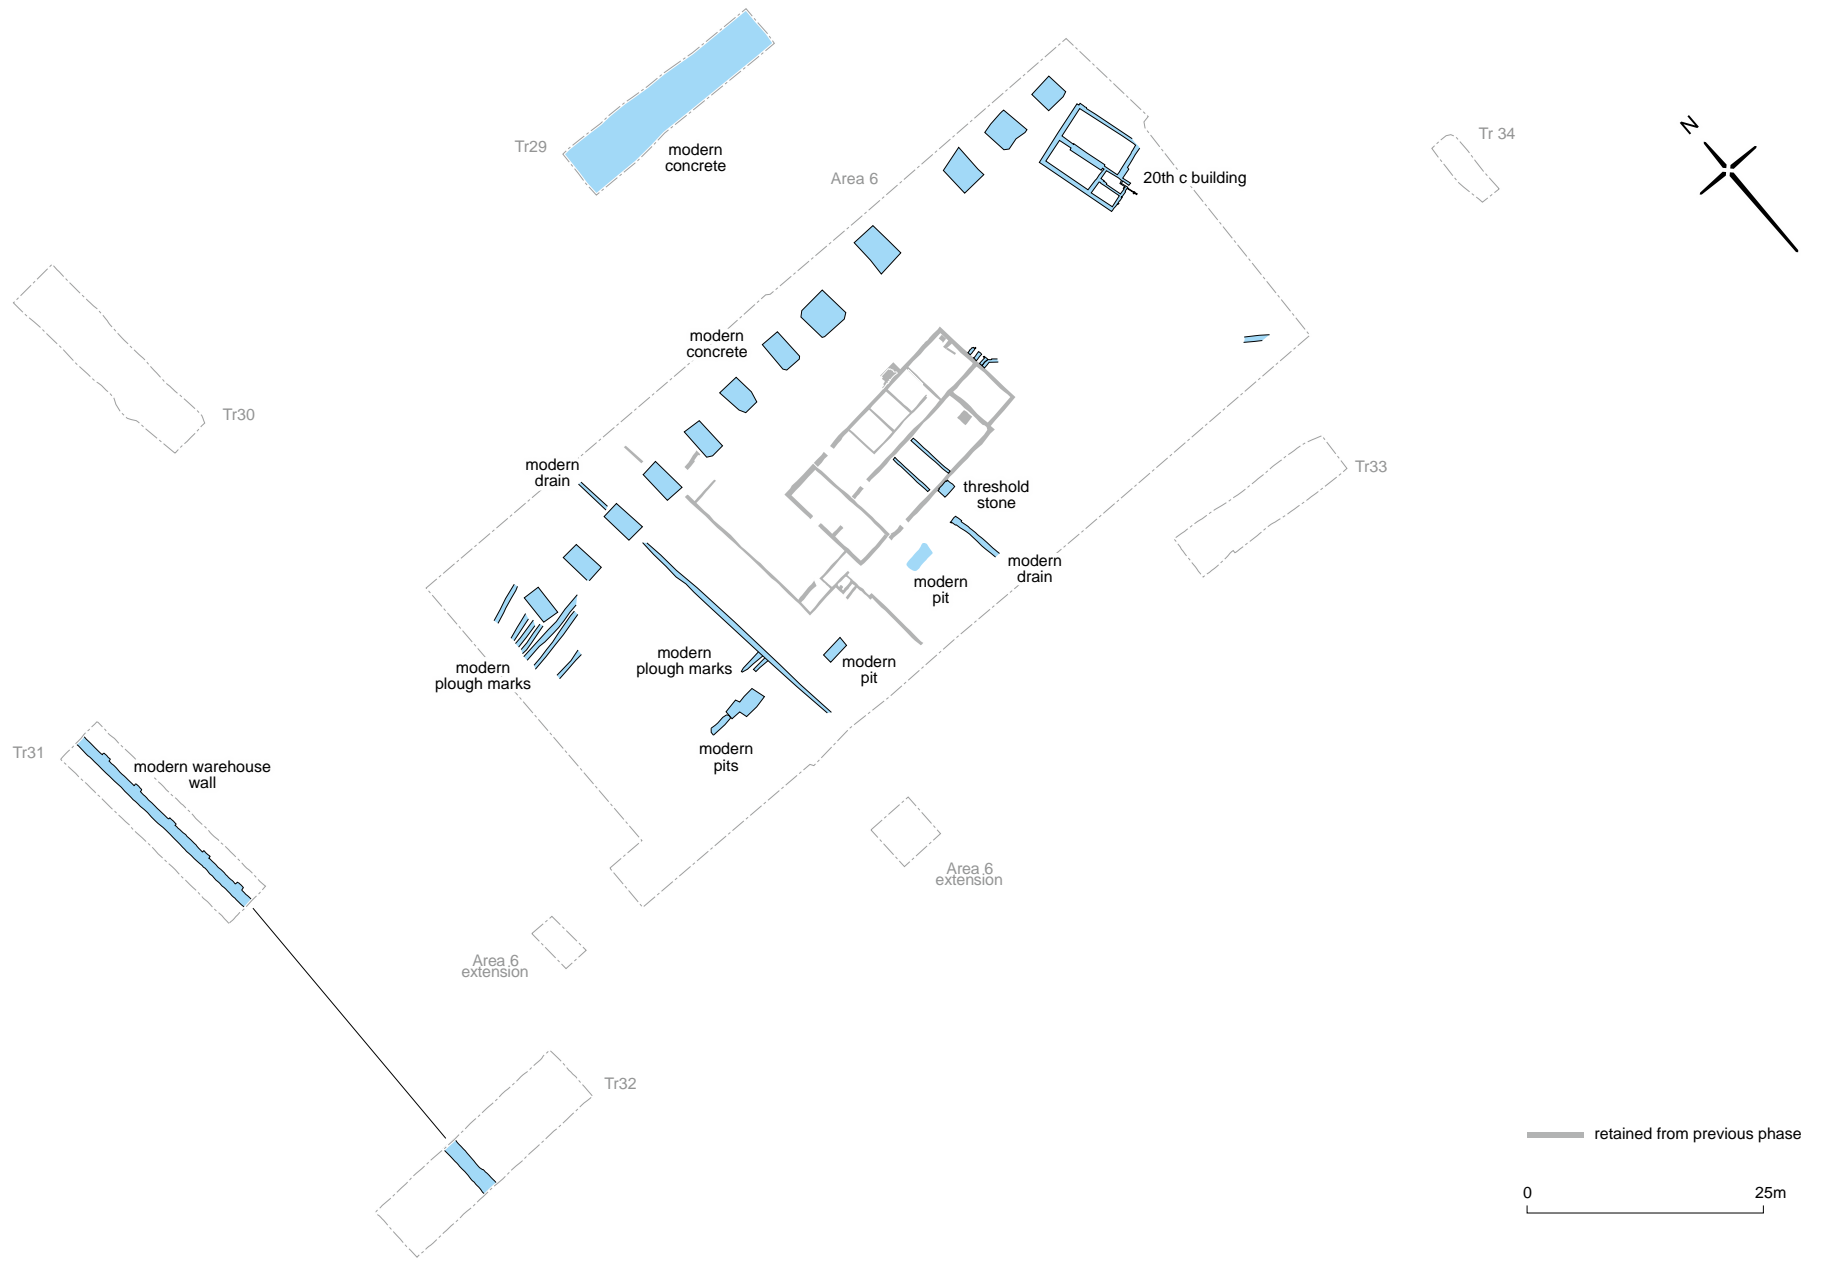 N
Tr29
modern
concrete
Area 6
20th c building
Tr 34
modern
concrete
Tr30
Tr33
modern
drain
threshold
stone
modern
drain
modern
pit
modern
plough marks
modern
plough marks
modern
pit
modern
pits
Tr31
modern warehouse
wall
Area 6
extension
Area 6
extension
Tr32
retained from previous phase
0 25m